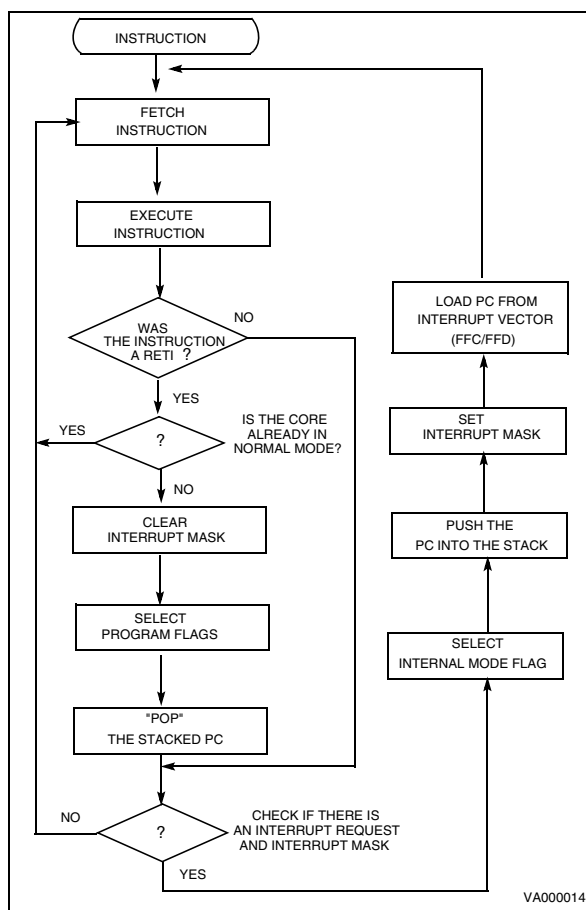 INSTRUCTION
FETCH
INSTRUCTION
EXECUTE
INSTRUCTION
WAS
THE INSTRUCTION
A RETI ?
NO
YES
?
IS THE CORE
ALREADY IN
NORMAL MODE?
YES
NO
CLEAR
INTERRUPT MASK
SELECT
PROGRAM FLAGS
"POP"
THE STACKED PC
?
CHECK IF THERE IS
AN INTERRUPT REQUEST
AND INTERRUPT MASK
NO
YES
SELECT
INTERNAL MODE FLAG
PUSH THE
PC INTO THE STACK
SET
INTERRUPT MASK
LOAD PC FROM
INTERRUPT VECTOR
(FFC/FFD)
VA000014